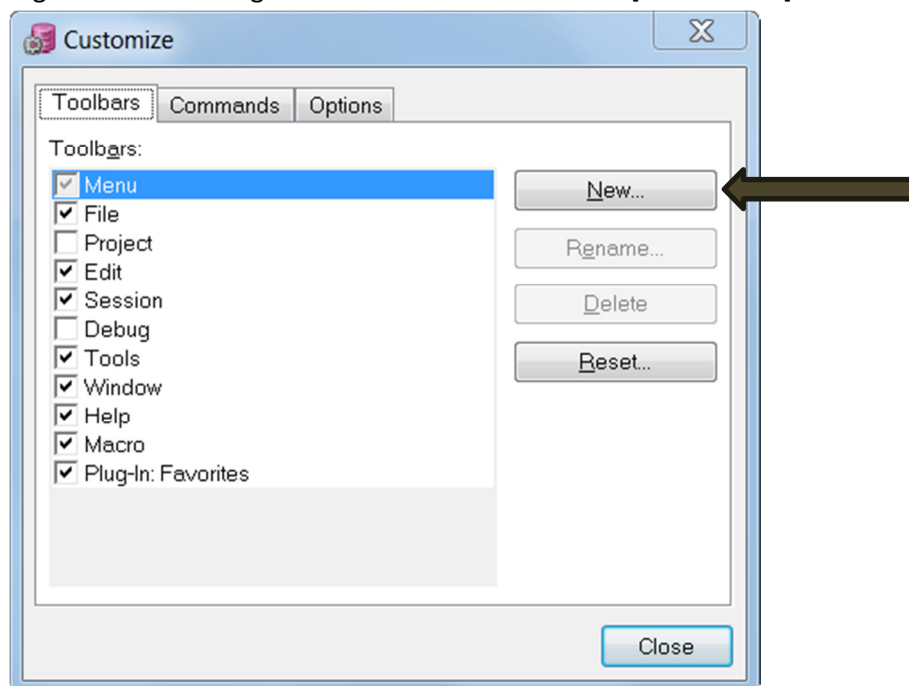 Customize
Toolbars Commands Options
Toolbars:
Menu
File
Project
Edit
Session
Debug
Tools
Window
Help
Macro
Plug-In: Favorites
New...
Rename...
Delete
Reset...
Close